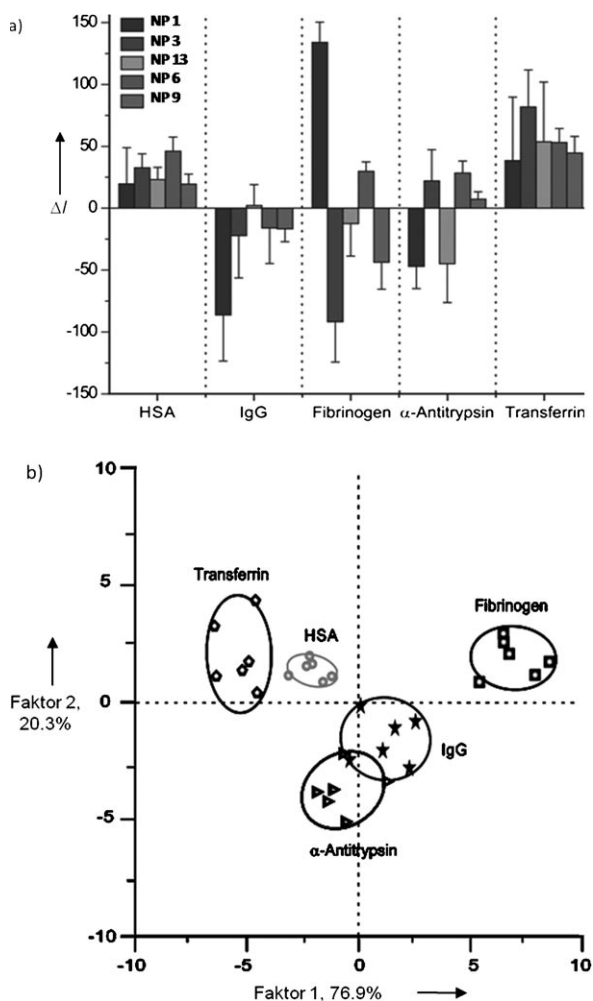 a)
150
100
50
0
-50
-100
-150
ΔI
NP1
NP3
NP13
NP6
NP9
HSA IgG Fibrinogen α-Antitrypsin Transferrin
b)
10
5
0
-5
-10
Faktor 2,
20.3%
Transferrin
HSA
Fibrinogen
IgG
α-Antitrypsin
-10 -5 0 5 10
Faktor 1, 76.9%